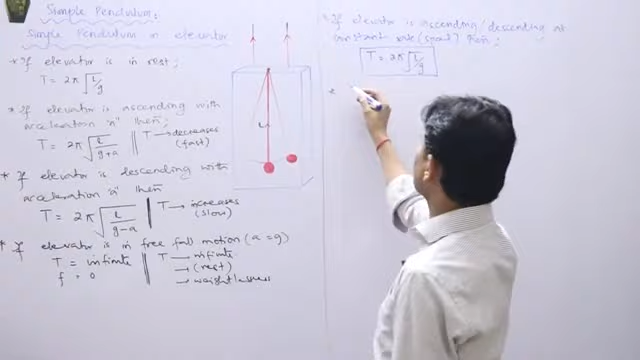 Simple Pendulum:
Simple Pendulum in elevator
* If elevator is in rest;
T = 2π √l/g
* If elevator is ascending with
acceleration "a" then;
T = 2π √l/g+a || T → decreases
(fast)
* If elevator is descending with
acceleration "a" then
T = 2π √l/g-a || T → increases
(slow)
* If elevator is in free fall motion (a = g)
T = infinite || T → infinite
f = 0 → (rest)
→ weightlessness
L
* If elevator is ascending/descending at
constant rate (speed) then;
T = 2π √l/g